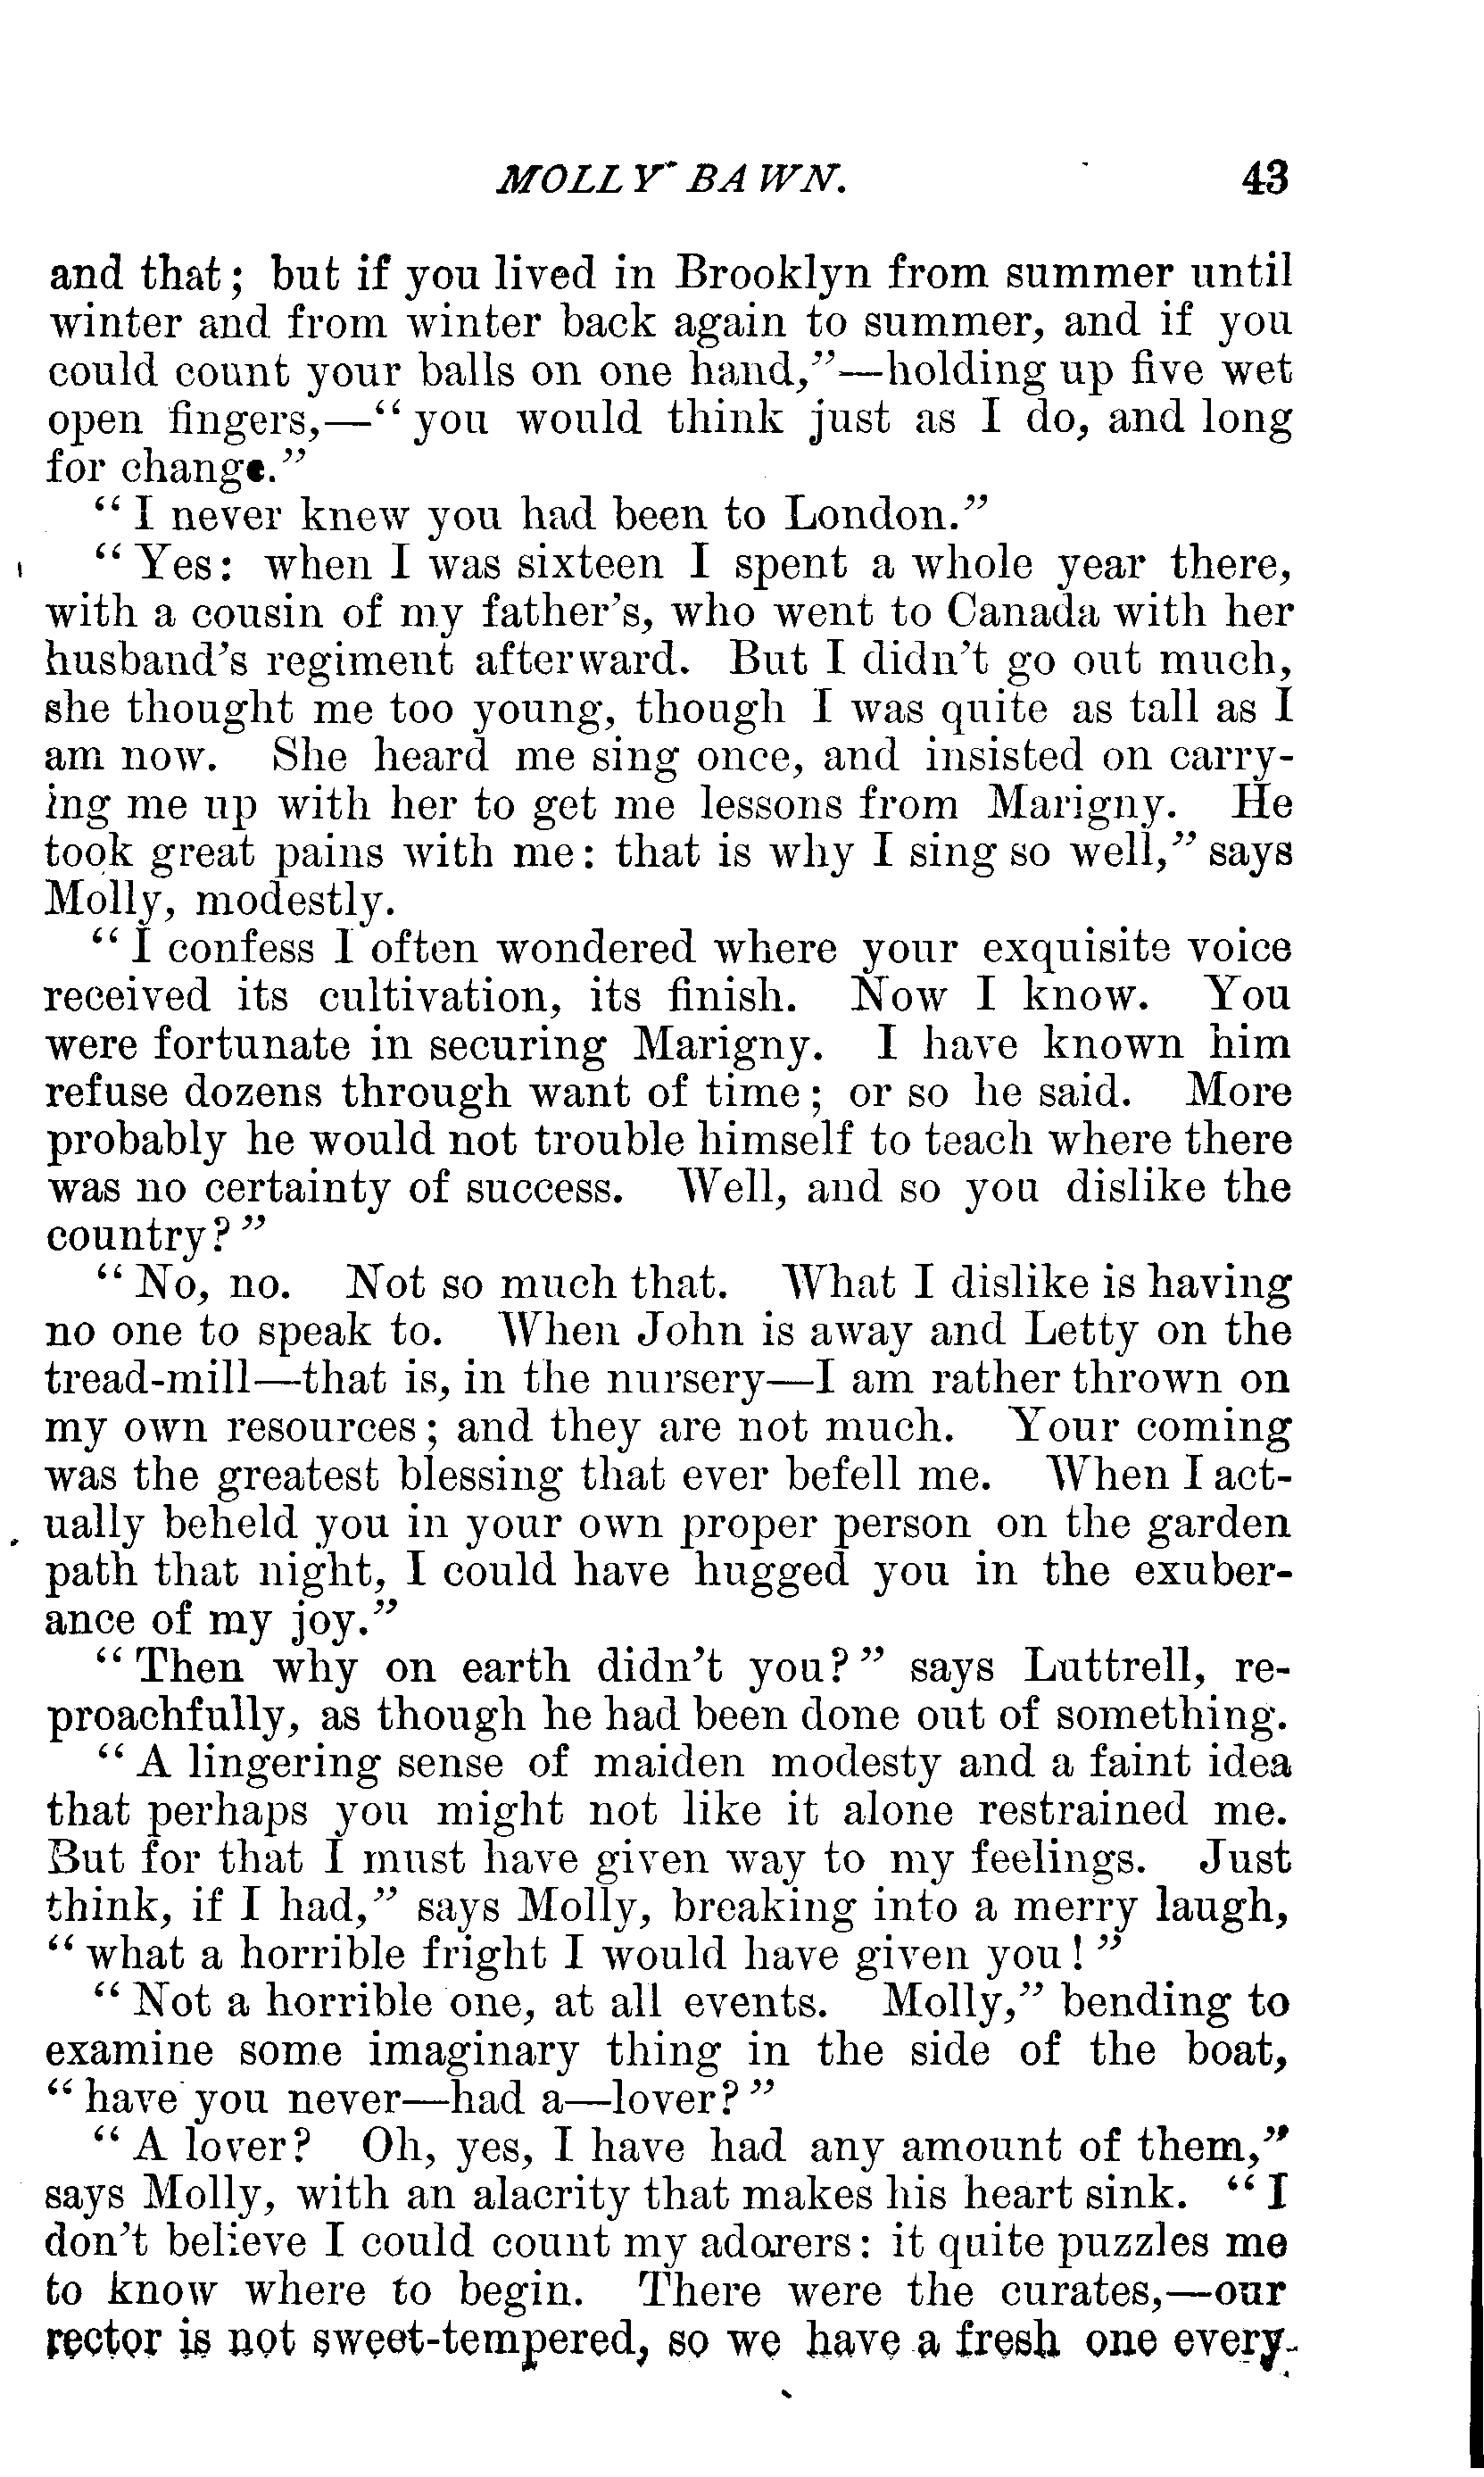 MOLLY BAWN. 43
and that; but if you lived in Brooklyn from summer until
winter and from winter back again to summer, and if you
could count your balls on one hand,"—holding up five wet
open fingers,—"you would think just as I do, and long
for change."
"I never knew you had been to London."
"Yes: when I was sixteen I spent a whole year there,
with a cousin of my father's, who went to Canada with her
husband's regiment afterward. But I didn't go out much,
she thought me too young, though I was quite as tall as I
am now. She heard me sing once, and insisted on carry-
ing me up with her to get me lessons from Marigny. He
took great pains with me: that is why I sing so well," says
Molly, modestly.
"I confess I often wondered where your exquisite voice
received its cultivation, its finish. Now I know. You
were fortunate in securing Marigny. I have known him
refuse dozens through want of time; or so he said. More
probably he would not trouble himself to teach where there
was no certainty of success. Well, and so you dislike the
country?"
"No, no. Not so much that. What I dislike is having
no one to speak to. When John is away and Letty on the
tread-mill—that is, in the nursery—I am rather thrown on
my own resources; and they are not much. Your coming
was the greatest blessing that ever befell me. When I act-
ually beheld you in your own proper person on the garden
path that night, I could have hugged you in the exuber-
ance of my joy."
"Then why on earth didn't you?" says Luttrell, re-
proachfully, as though he had been done out of something.
"A lingering sense of maiden modesty and a faint idea
that perhaps you might not like it alone restrained me.
But for that I must have given way to my feelings. Just
think, if I had," says Molly, breaking into a merry laugh,
"what a horrible fright I would have given you!"
"Not a horrible one, at all events. Molly," bending to
examine some imaginary thing in the side of the boat,
"have you never—had a—lover?"
"A lover? Oh, yes, I have had any amount of them,"
says Molly, with an alacrity that makes his heart sink. "I
don't believe I could count my adorers: it quite puzzles me
to know where to begin. There were the curates,—our
rector is not sweet-tempered, so we have a fresh one every-